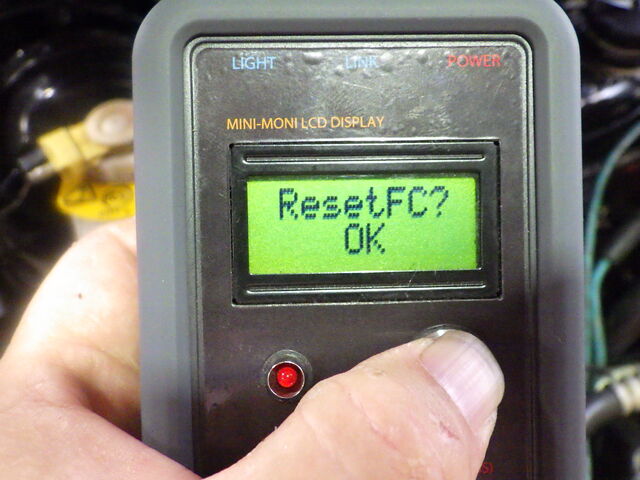 LIGHT LINK POWER
MINI-MONI LCD DISPLAY
ResetFC?
OK
S)